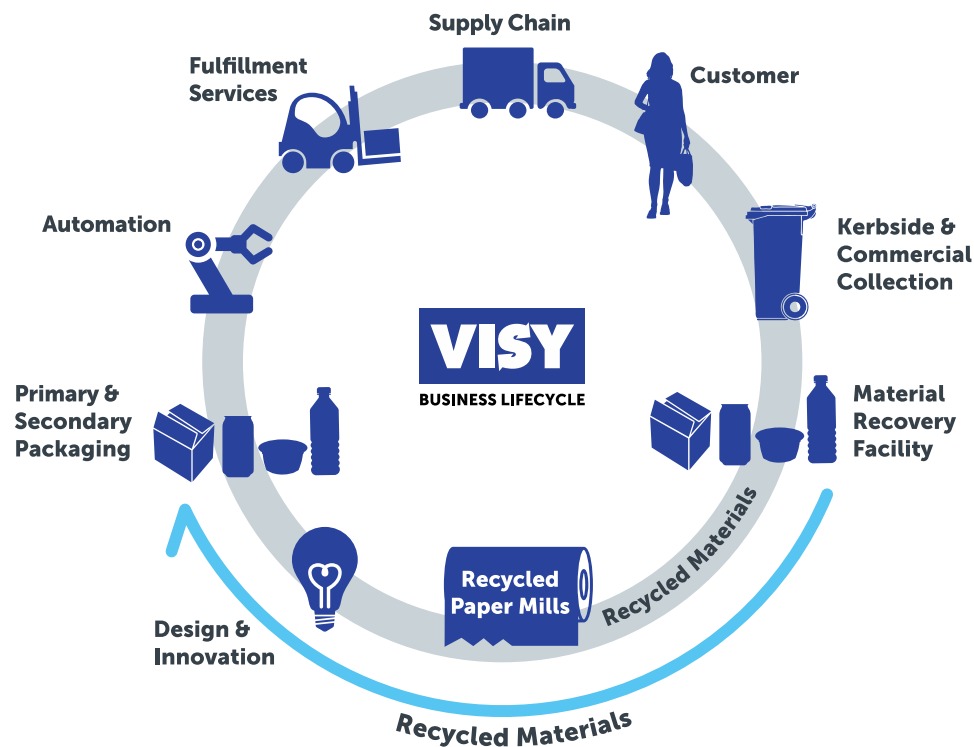 Supply Chain
Fulfillment
Services
Customer
Automation
Kerbside &
Commercial
Collection
VISY
BUSINESS LIFECYCLE
Primary &
Secondary
Packaging
Material
Recovery
Facility
Recycled Materials
Recycled
Paper Mills
Design &
Innovation
Recycled Materials